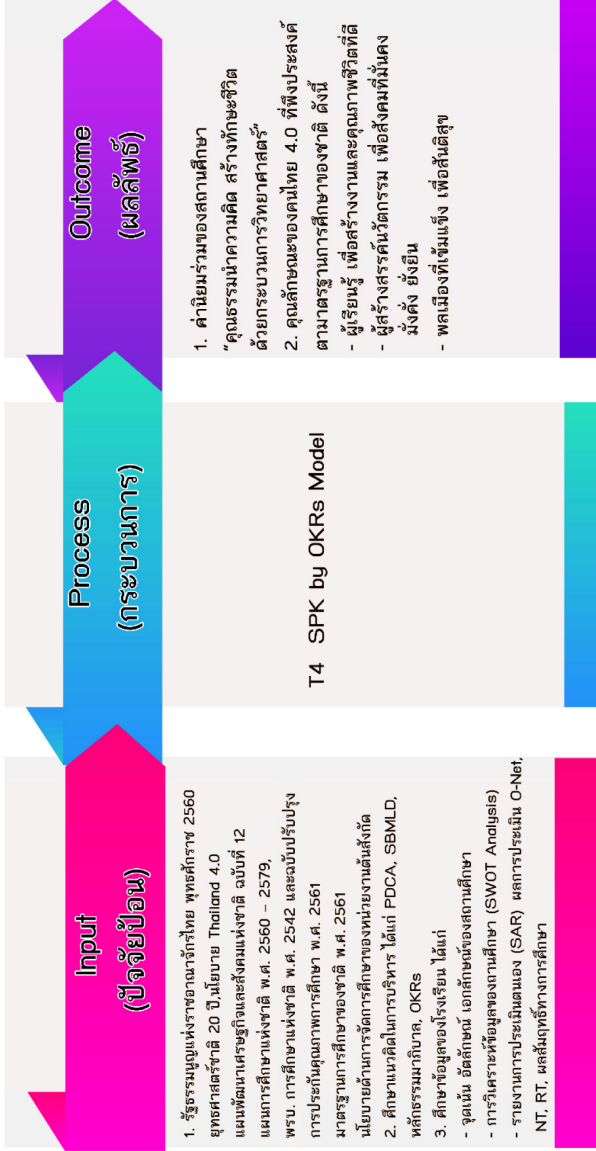 Input
(ปัจจัยป้อน)
1. รัฐธรรมนูญแห่งราชอาณาจักรไทย พุทธศักราช 2560
ยุทธศาสตร์ชาติ 20 ปี,นโยบาย Thailand 4.0
แผนพัฒนาเศรษฐกิจและสังคมแห่งชาติ ฉบับที่ 12
แผนการศึกษาแห่งชาติ พ.ศ. 2560 – 2579,
พรบ. การศึกษาแห่งชาติ พ.ศ. 2542 และฉบับปรับปรุง
การประกันคุณภาพการศึกษา พ.ศ. 2561
มาตรฐานการศึกษาของชาติ พ.ศ. 2561
นโยบายด้านการจัดการศึกษาของหน่วยงานต้นสังกัด
2. ศึกษาแนวคิดในการบริหาร ได้แก่ PDCA, SBMLD,
หลักธรรมมาภิบาล, OKRs
3. ศึกษาข้อมูลของโรงเรียน ได้แก่
- จุดเน้น อัตลักษณ์ เอกลักษณ์ของสถานศึกษา
- การวิเคราะห์ข้อมูลของสถานศึกษา (SWOT Analysis)
- รายงานการประเมินตนเอง (SAR) ผลการประเมิน O-Net,
NT, RT, ผลสัมฤทธิ์ทางการศึกษา
Process
(กระบวนการ)
T4 SPK by OKRs Model
Outcome
(ผลลัพธ์)
1. ค่านิยมร่วมของสถานศึกษา
"คุณธรรมนำความคิด สร้างทักษะชีวิต
ด้วยกระบวนการวิทยาศาสตร์"
2. คุณลักษณะของคนไทย 4.0 ที่พึงประสงค์
ตามาตรฐานการศึกษาของชาติ ดังนี้
- ผู้เรียนรู้ เพื่อสร้างงานและคุณภาพชีวิตที่ดี
- ผู้สร้างสรรค์นวัตกรรม เพื่อสังคมที่มั่นคง
มั่งคั่ง ยั่งยืน
- พลเมืองที่เข้มแข็ง เพื่อสันติสุข